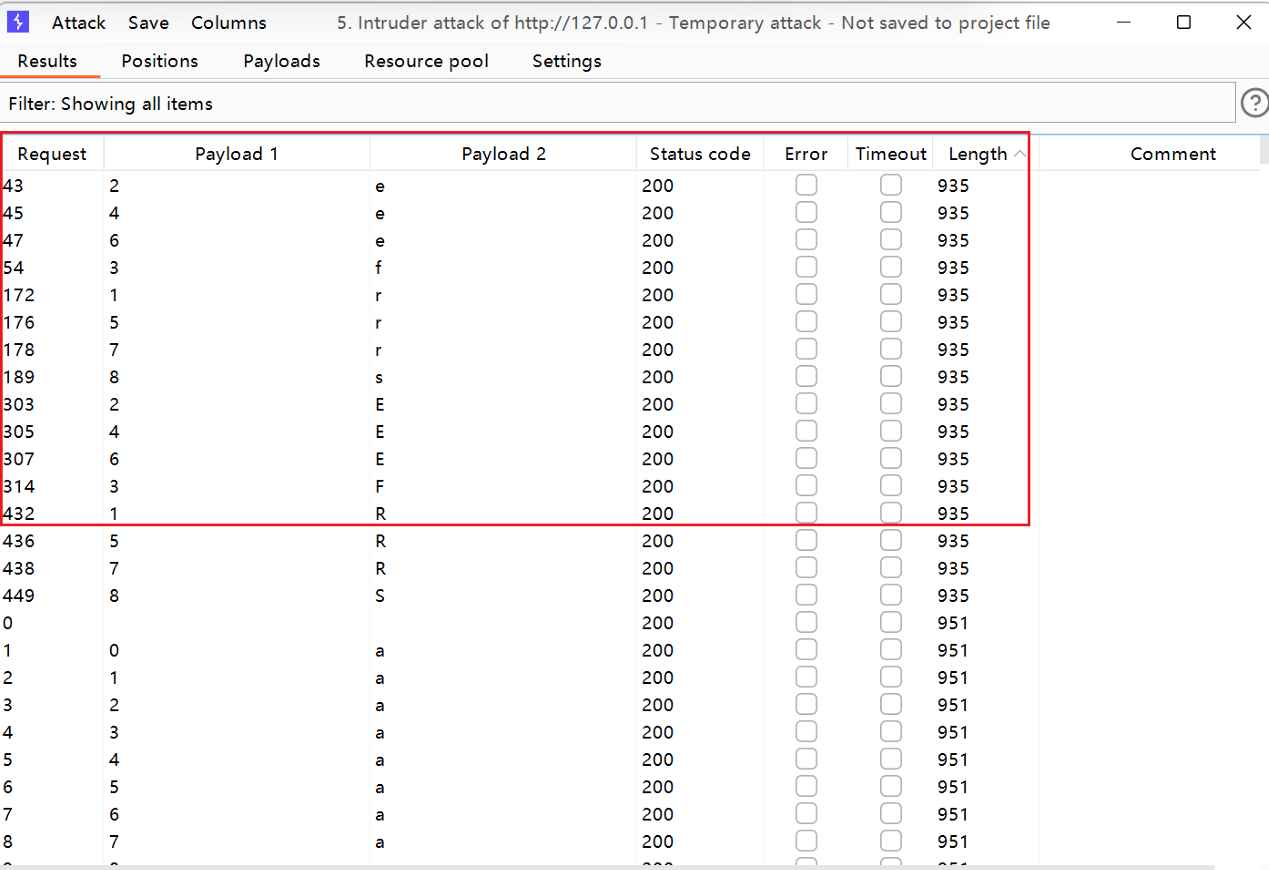 Attack Save Columns 5. Intruder attack of http://127.0.0.1 - Temporary attack - Not saved to project file
Results Positions Payloads Resource pool Settings
Filter: Showing all items
Request Payload 1 Payload 2 Status code Error Timeout Length Comment
43 2 e 200 935
45 4 e 200 935
47 6 e 200 935
54 3 f 200 935
172 1 r 200 935
176 5 r 200 935
178 7 r 200 935
189 8 s 200 935
303 2 E 200 935
305 4 E 200 935
307 6 E 200 935
314 3 F 200 935
432 1 R 200 935
436 5 R 200 935
438 7 R 200 935
449 8 S 200 935
0 200 951
1 0 a 200 951
2 1 a 200 951
3 2 a 200 951
4 3 a 200 951
5 4 a 200 951
6 5 a 200 951
7 6 a 200 951
8 7 a 200 951